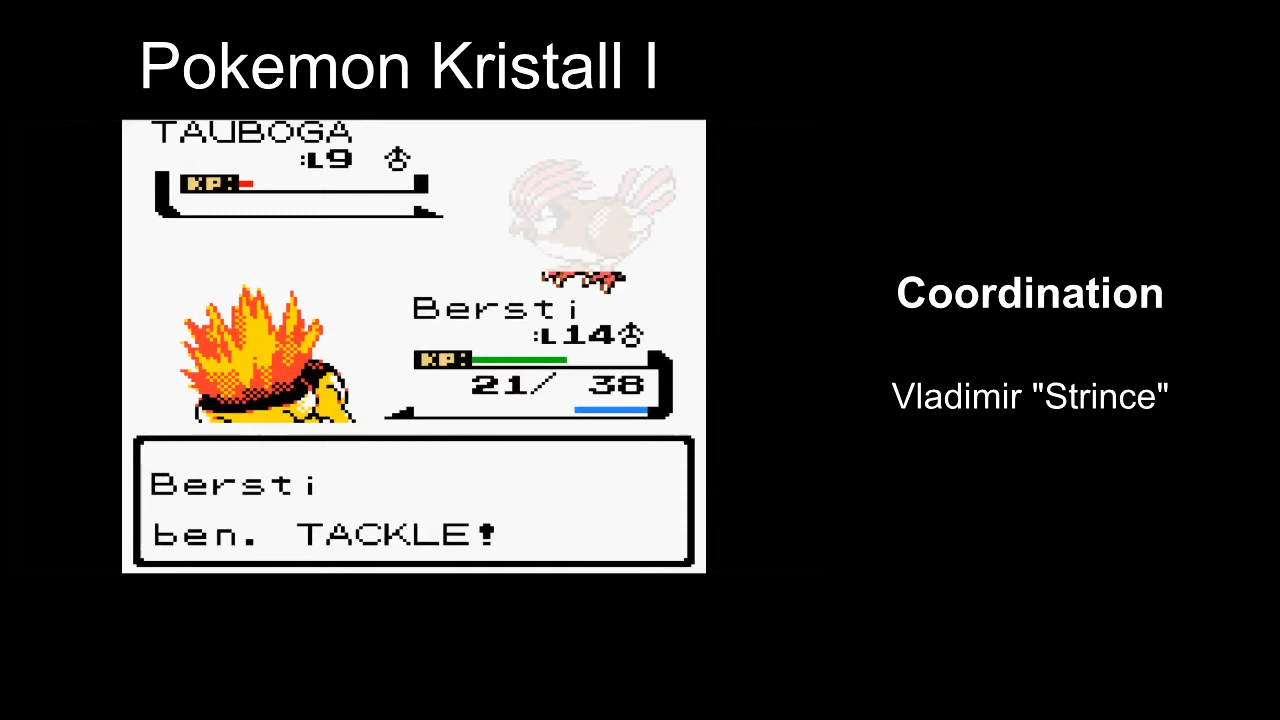 Pokemon Kristall I
TAUBOGA
:L9 ♂
KP:
Bersti
:L14♂
KP:
21/ 38
Bersti
ben. TACKLE!
Coordination
Vladimir "Strince"